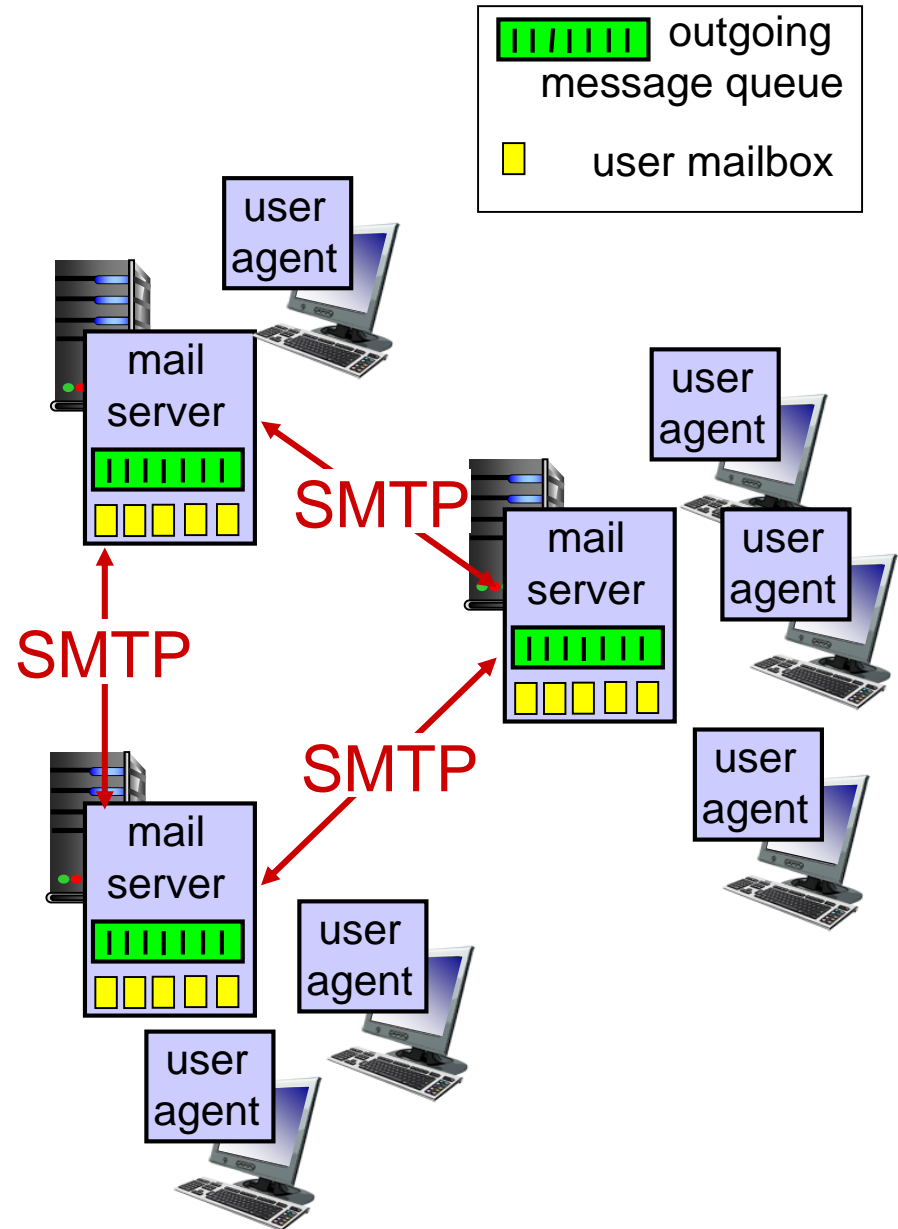 outgoing
message queue
user mailbox
user
agent
mail
server
SMTP
user
agent
mail
server
user
agent
SMTP
SMTP
user
agent
mail
server
user
agent
user
agent